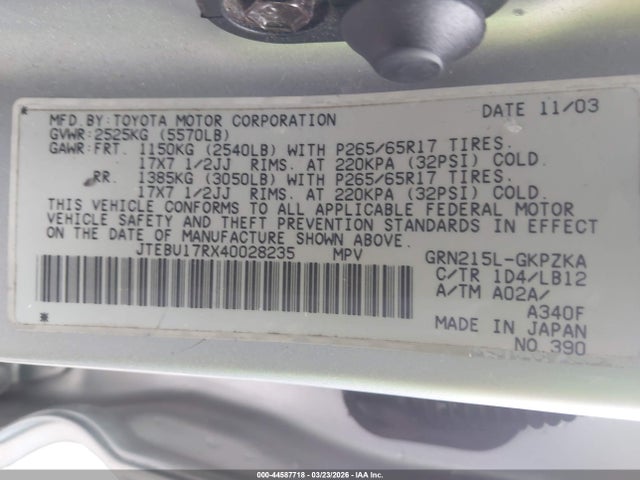 MFD.BY:TOYOTA MOTOR CORPORATION DATE 11/03
GVWR:2525KG (5570LB)
GAWR:FRT. 1150KG (2540LB) WITH P265/65R17 TIRES.
17X7 1/2JJ RIMS. AT 220KPA (32PSI) COLD.
RR. 1385KG (3050LB) WITH P265/65R17 TIRES.
17X7 1/2JJ RIMS. AT 220KPA (32PSI) COLD.
THIS VEHICLE CONFORMS TO ALL APPLICABLE FEDERAL MOTOR
VEHICLE SAFETY AND THEFT PREVENTION STANDARDS IN EFFECT
ON THE DATE OF MANUFACTURE SHOWN ABOVE.
JTEBU17RX40028235 MPV GRN215L-GKPZKA
C/TR 1D4/LB12
A/TM A02A/
A340F
MADE IN JAPAN
NO.390
000-44587718 - 03/23/2026 - IAA Inc.